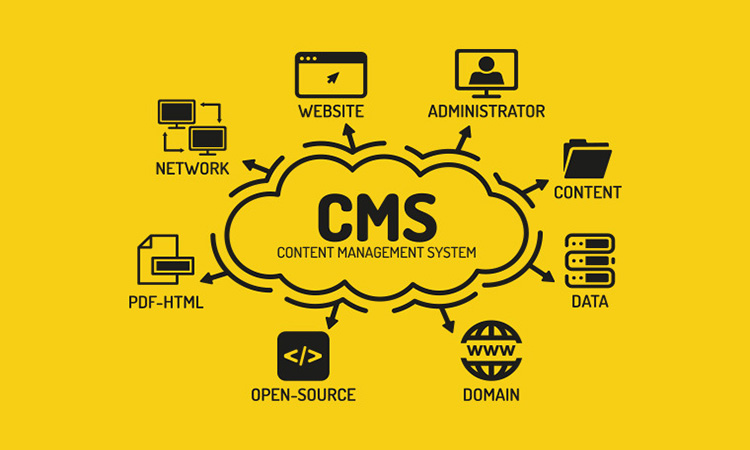 WEBSITE
ADMINISTRATOR
NETWORK
CONTENT
CMS
CONTENT MANAGEMENT SYSTEM
PDF-HTML
DATA
</>
WWW
OPEN-SOURCE
DOMAIN